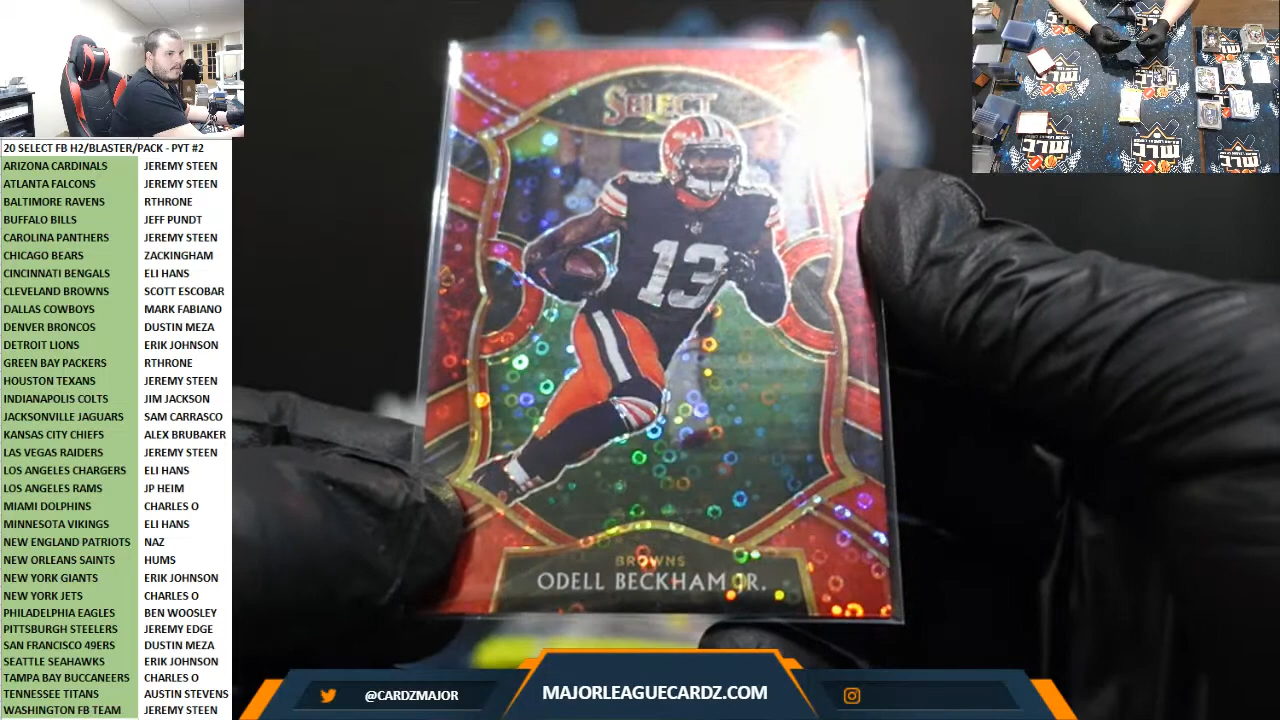 20 SELECT FB H2/BLASTER/PACK - PYT #2
ARIZONA CARDINALS JEREMY STEEN
ATLANTA FALCONS JEREMY STEEN
BALTIMORE RAVENS RTHRONE
BUFFALO BILLS JEFF PUNDT
CAROLINA PANTHERS JEREMY STEEN
CHICAGO BEARS ZACKINGHAM
CINCINNATI BENGALS ELI HANS
CLEVELAND BROWNS SCOTT ESCOBAR
DALLAS COWBOYS MARK FABIANO
DENVER BRONCOS DUSTIN MEZA
DETROIT LIONS ERIK JOHNSON
GREEN BAY PACKERS RTHRONE
HOUSTON TEXANS JEREMY STEEN
INDIANAPOLIS COLTS JIM JACKSON
JACKSONVILLE JAGUARS SAM CARRASCO
KANSAS CITY CHIEFS ALEX BRUBAKER
LAS VEGAS RAIDERS JEREMY STEEN
LOS ANGELES CHARGERS ELI HANS
LOS ANGELES RAMS JP HEIM
MIAMI DOLPHINS CHARLES O
MINNESOTA VIKINGS ELI HANS
NEW ENGLAND PATRIOTS NAZ
NEW ORLEANS SAINTS HUMS
NEW YORK GIANTS ERIK JOHNSON
NEW YORK JETS CHARLES O
PHILADELPHIA EAGLES BEN WOOSLEY
PITTSBURGH STEELERS JEREMY EDGE
SAN FRANCISCO 49ERS DUSTIN MEZA
SEATTLE SEAHAWKS ERIK JOHNSON
TAMPA BAY BUCCANEERS CHARLES O
TENNESSEE TITANS AUSTIN STEVENS
WASHINGTON FB TEAM JEREMY STEEN
SELECT
13
BROWNS
ODELL BECKHAM JR.
@CARDZMAJOR
MAJORLEAGUECARDZ.COM
MLC
MLC
MLC
MLC
MLC